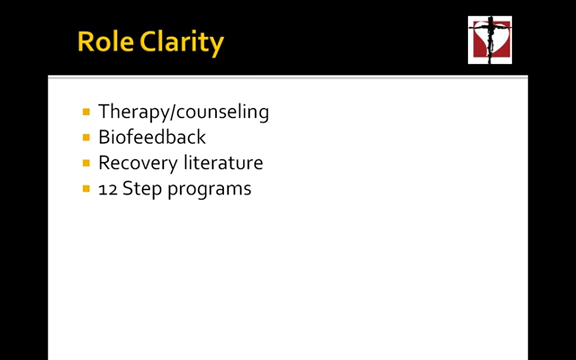 Role Clarity
Therapy/counseling
Biofeedback
Recovery literature
12 Step programs